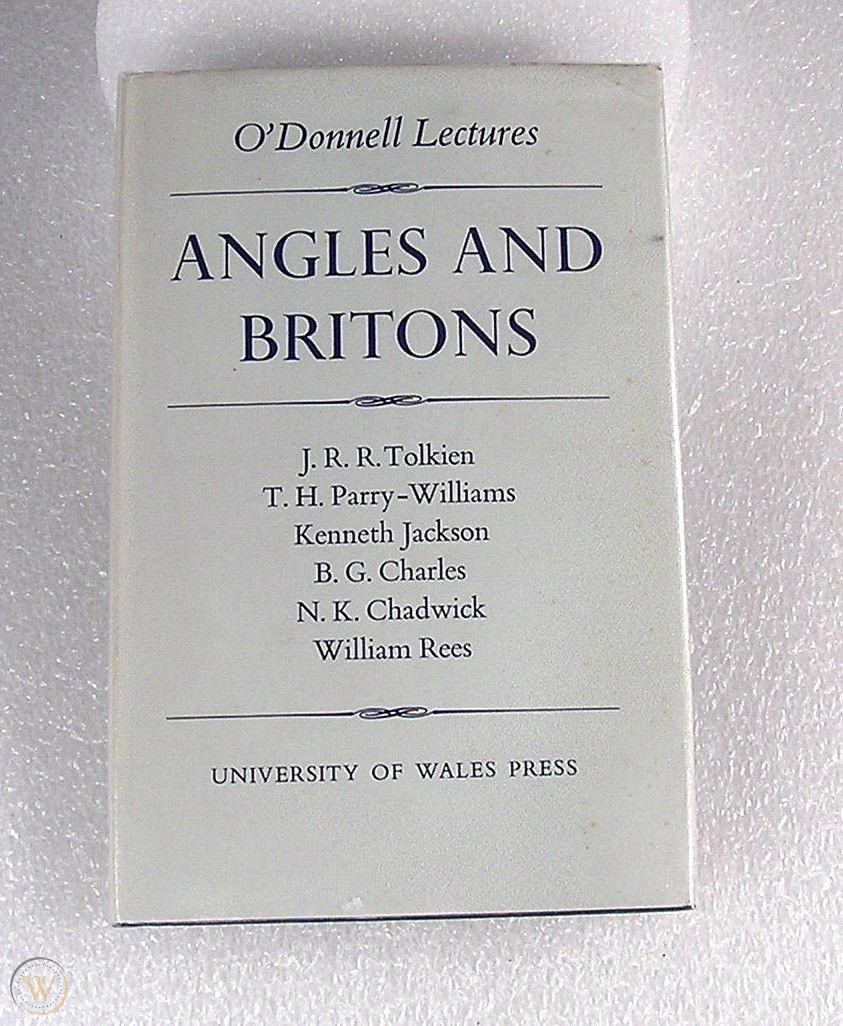 O'Donnell Lectures
ANGLES AND
BRITONS
J. R. R. Tolkien
T. H. Parry-Williams
Kenneth Jackson
B. G. Charles
N. K. Chadwick
William Rees
UNIVERSITY OF WALES PRESS
W